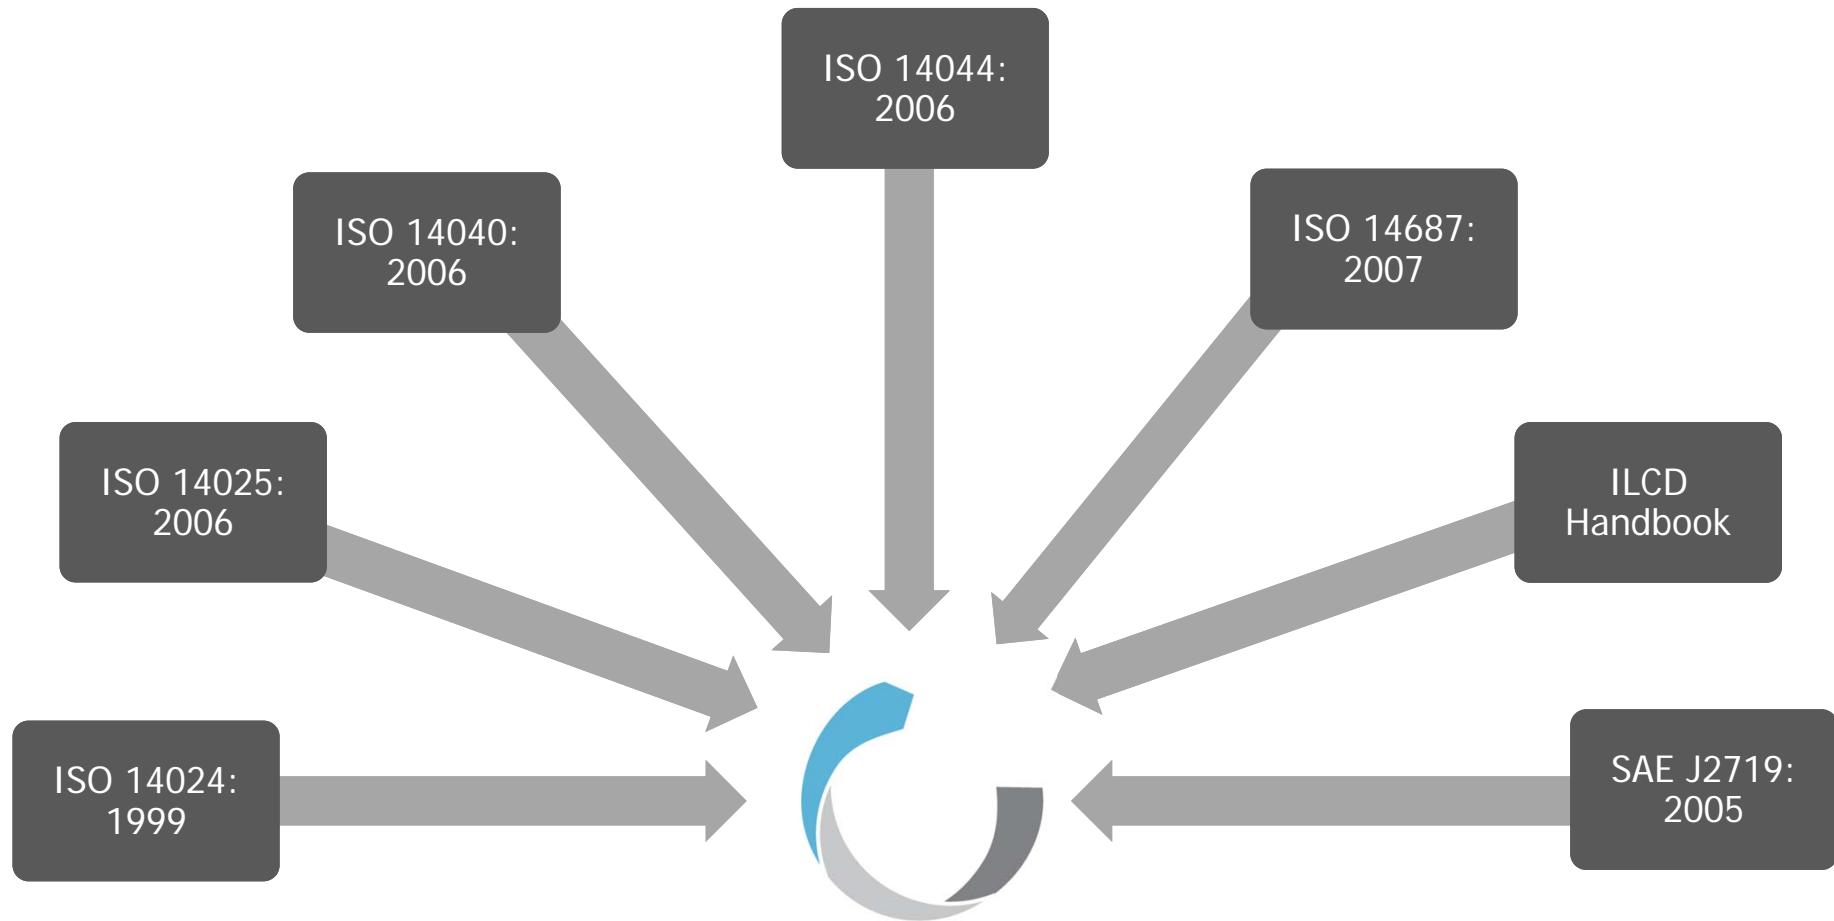 ISO 14044:
2006
ISO 14040:
2006
ISO 14687:
2007
ISO 14025:
2006
ILCD
Handbook
ISO 14024:
1999
SAE J2719:
2005